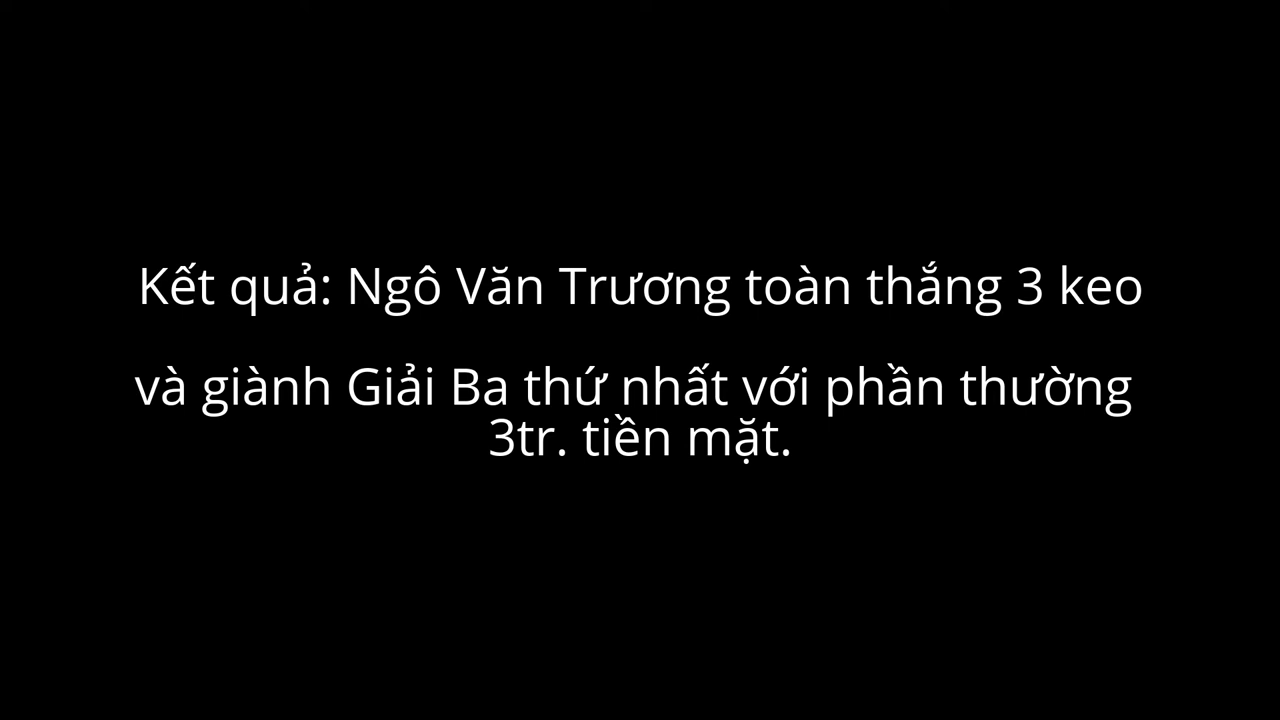 Kết quả: Ngô Văn Trương toàn thắng 3 keo
và giành Giải Ba thứ nhất với phần thường
3tr. tiền mặt.